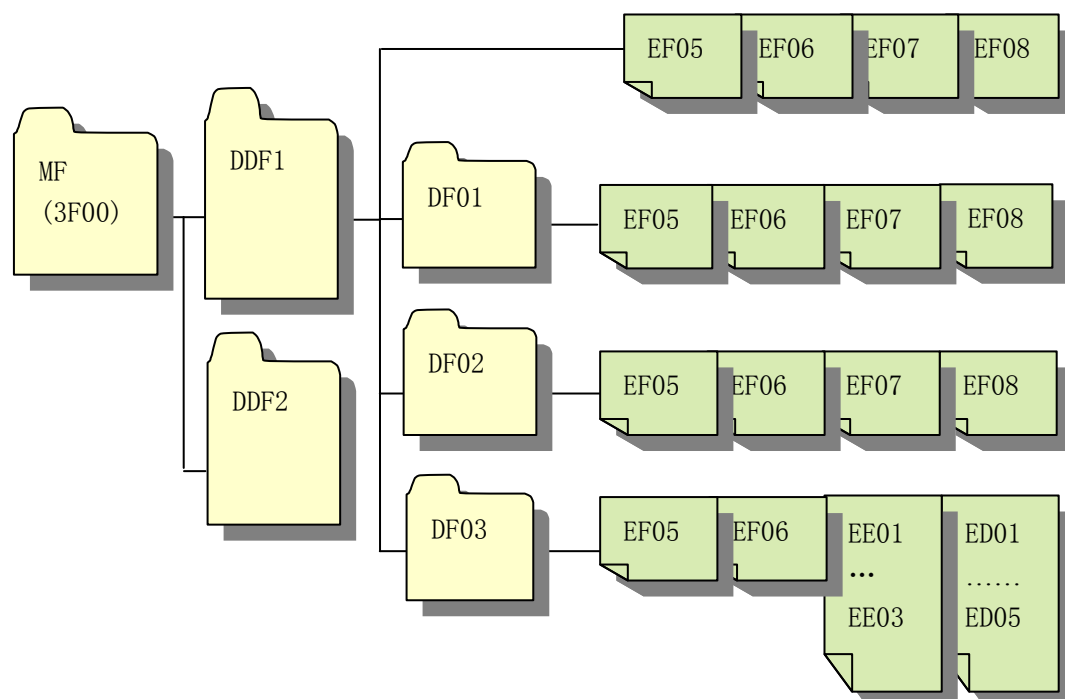 MF
(3F00)
DDF1
DDF2
EF05 EF06 EF07 EF08
DF01
EF05 EF06 EF07 EF08
DF02
EF05 EF06 EF07 EF08
DF03
EF05 EF06
EE01
...
EE03
ED01
......
ED05